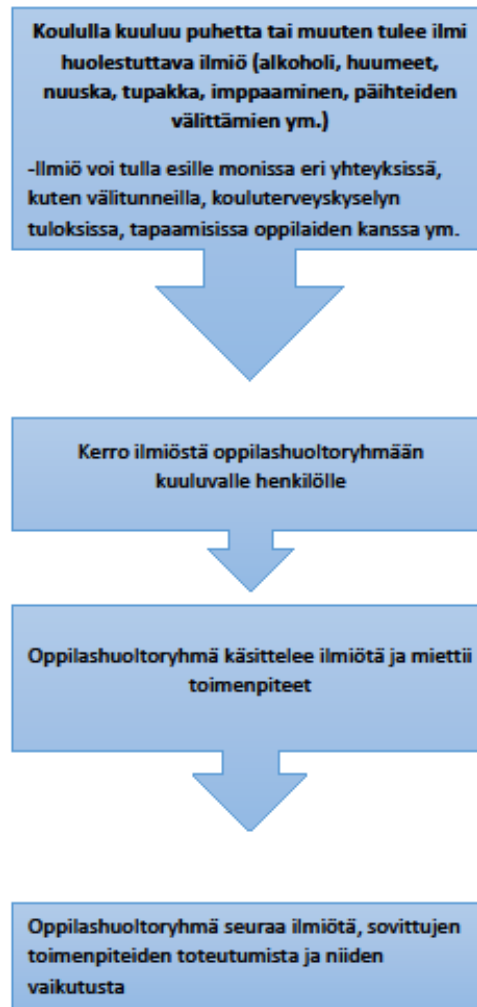 Koululla kuuluu puhetta tai muuten tulee ilmi
huolestuttava ilmiö (alkoholi, huumeet,
nuuska, tupakka, imppaaminen, päihteiden
välittämien ym.)
-Ilmiö voi tulla esille monissa eri yhteyksissä,
kuten välitunneilla, kouluterveyskyselyn
tuloksissa, tapaamisissa oppilaiden kanssa ym.
Kerro ilmiöstä oppilashuoltoryhmään
kuuluvalle henkilölle
Oppilashuoltoryhmä käsittelee ilmiötä ja miettii
toimenpiteet
Oppilashuoltoryhmä seuraa ilmiötä, sovittujen
toimenpiteiden toteutumista ja niiden
vaikutusta